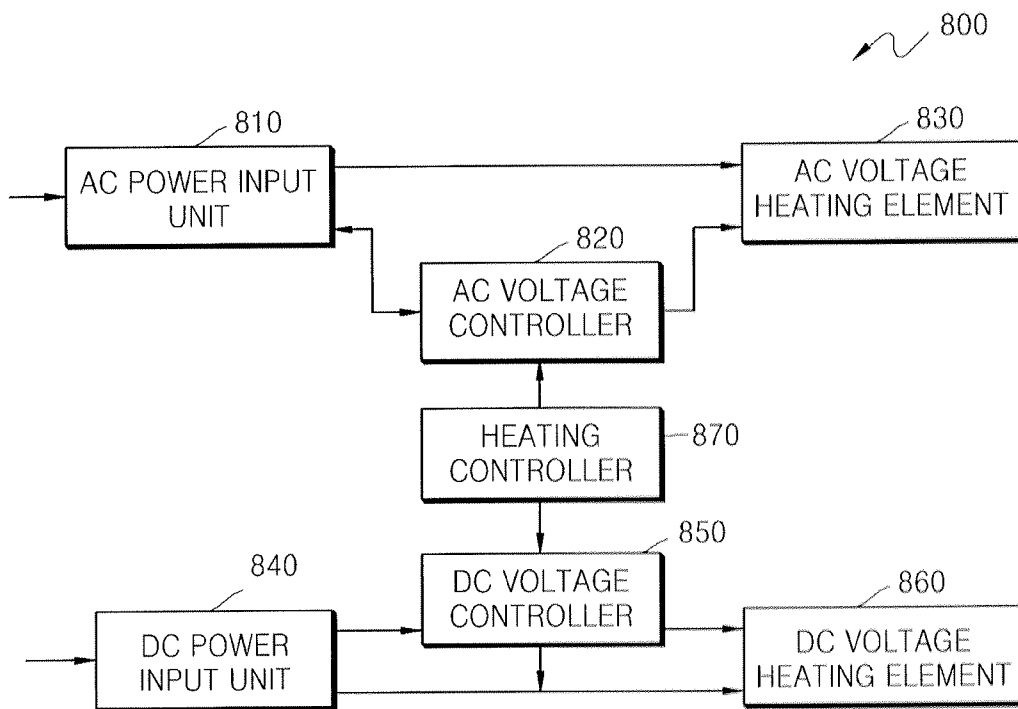 800
810
AC POWER INPUT
UNIT
830
AC VOLTAGE
HEATING ELEMENT
820
AC VOLTAGE
CONTROLLER
HEATING
CONTROLLER
870
850
DC VOLTAGE
CONTROLLER
840
DC POWER
INPUT UNIT
860
DC VOLTAGE
HEATING ELEMENT